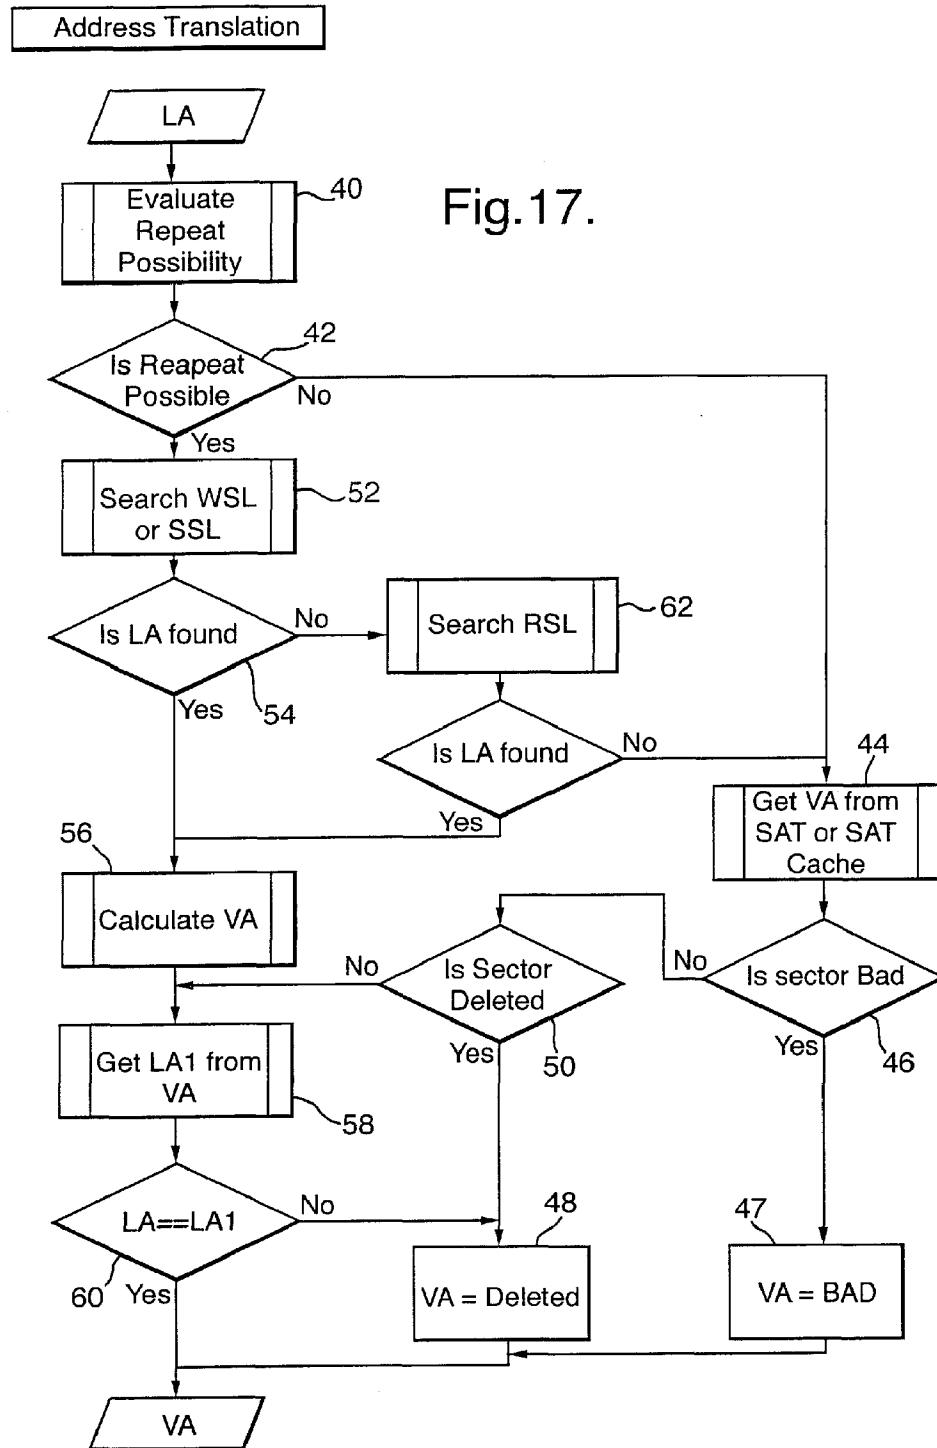 Address Translation
LA
Fig.17.
Evaluate
Repeat
Possibility
40
Is Reapeat
Possible
42
No
Yes
Search WSL
or SSL
52
Is LA found
No
54
Yes
Search RSL
62
Is LA found
No
Yes
44
Get VA from
SAT or SAT
Cache
56
Calculate VA
Is Sector
Deleted
No
50
Yes
Is sector Bad
No
46
Yes
Get LA1 from
VA
58
LA==LA1
No
60
Yes
48
VA = Deleted
47
VA = BAD
VA